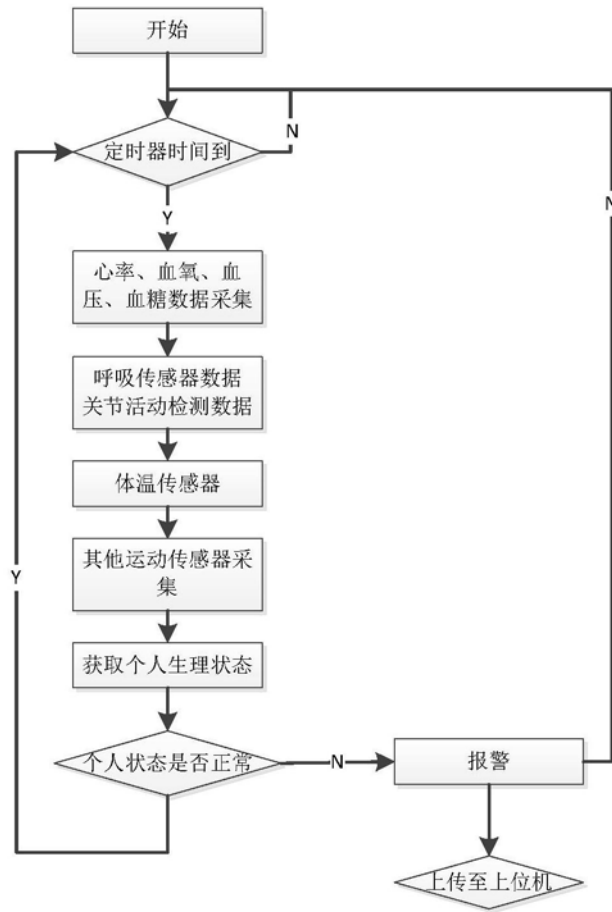 开始
N
定时器时间到
N
Y
心率、血氧、血
压、血糖数据采集
呼吸传感器数据
关节活动检测数据
体温传感器
其他运动传感器采
集
Y
获取个人生理状态
个人状态是否正常
N
报警
上传至上位机